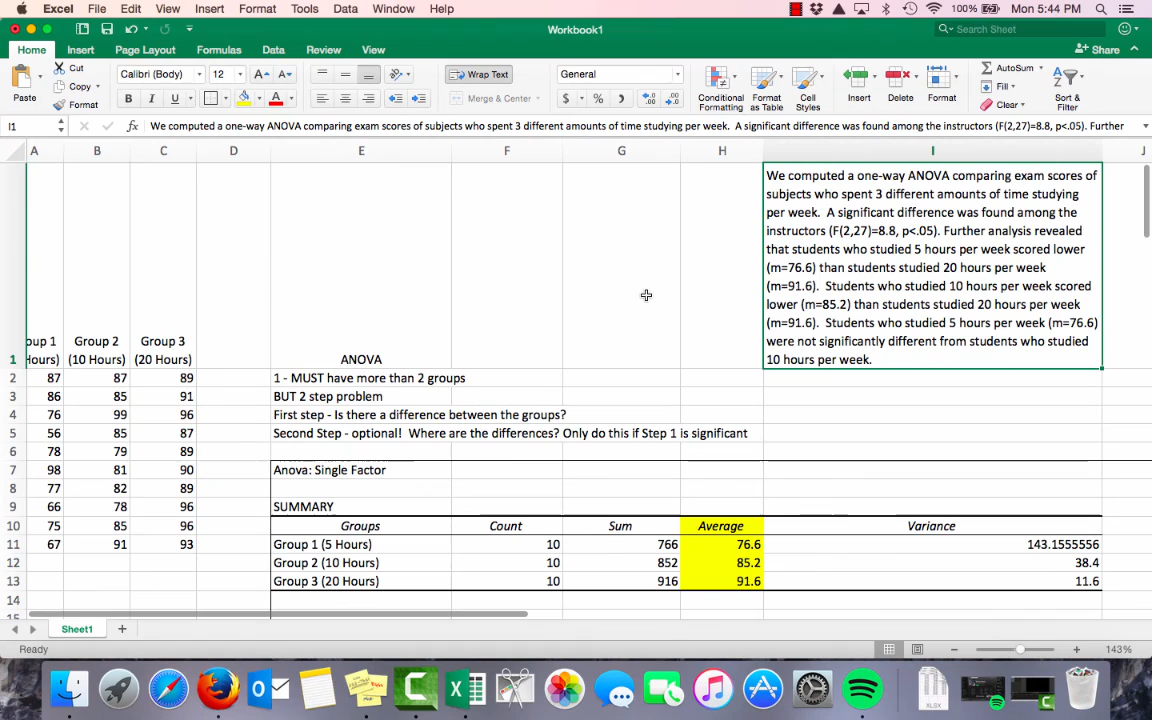 Excel File Edit View Insert Format Tools Data Window Help 100% Mon 5:44 PM
Workbook1
Search Sheet
Home Insert Page Layout Formulas Data Review View Share
Paste Cut Copy Format
Calibri (Body) 12 A A
B I U A
Wrap Text
Merge & Center
General
$ %
Conditional Formatting
Format as Table
Cell Styles
Insert Delete Format
AutoSum
Fill
Clear
Sort & Filter
I1 fx We computed a one-way ANOVA comparing exam scores of subjects who spent 3 different amounts of time studying per week. A significant difference was found among the instructors (F(2,27)=8.8, p<.05). Further
A B C D E F G H I J
We computed a one-way ANOVA comparing exam scores of
subjects who spent 3 different amounts of time studying
per week. A significant difference was found among the
instructors (F(2,27)=8.8, p<.05). Further analysis revealed
that students who studied 5 hours per week scored lower
(m=76.6) than students studied 20 hours per week
(m=91.6). Students who studied 10 hours per week scored
lower (m=85.2) than students studied 20 hours per week
(m=91.6). Students who studied 5 hours per week (m=76.6)
were not significantly different from students who studied
10 hours per week.
oup 1 Group 2 Group 3
1 Hours) (10 Hours) (20 Hours) ANOVA
2 87 87 89 1 - MUST have more than 2 groups
3 86 85 91 BUT 2 step problem
4 76 99 96 First step - Is there a difference between the groups?
5 56 85 87 Second Step - optional! Where are the differences? Only do this if Step 1 is significant
6 78 79 89
7 98 81 90 Anova: Single Factor
8 77 82 89
9 66 78 96 SUMMARY
10 75 85 96 Groups Count Sum Average Variance
11 67 91 93 Group 1 (5 Hours) 10 766 76.6 143.1555556
12 Group 2 (10 Hours) 10 852 85.2 38.4
13 Group 3 (20 Hours) 10 916 91.6 11.6
14
15
Sheet1
Ready 143%